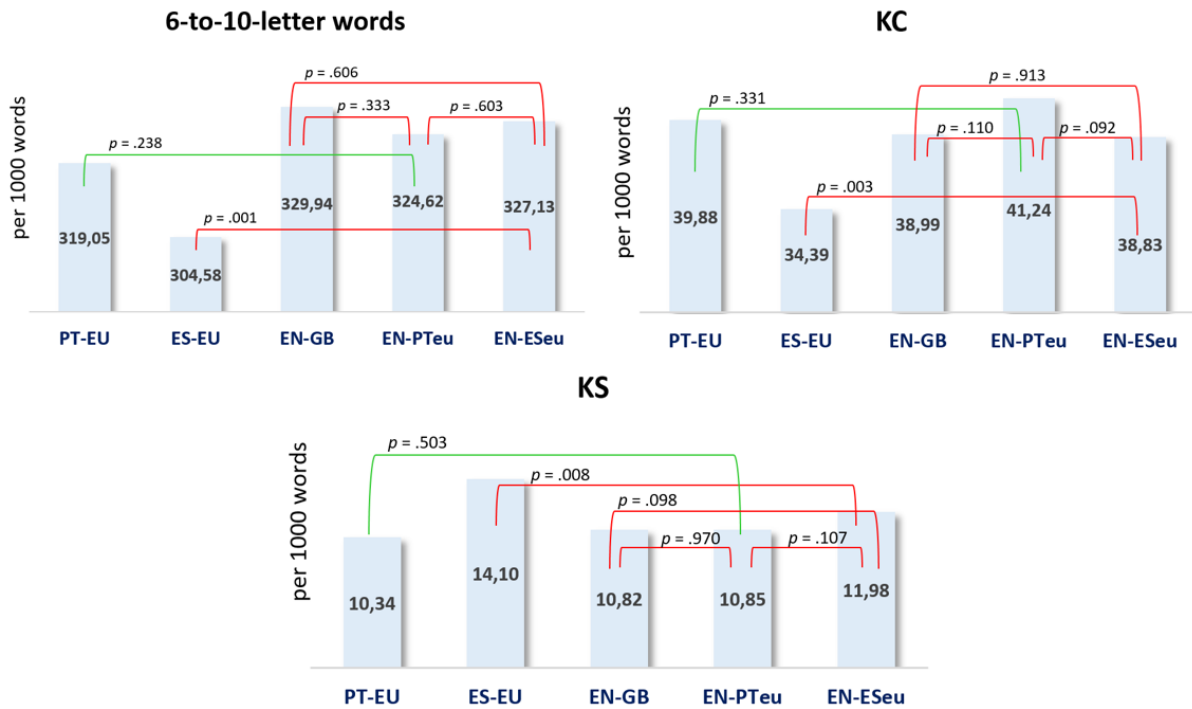 6-to-10-letter words
per 1000 words
p = .606
p = .333
p = .603
p = .238
p = .001
319,05
304,58
329,94
324,62
327,13
PT-EU ES-EU EN-GB EN-PTeu EN-ESeu
KC
per 1000 words
p = .913
p = .331
p = .110
p = .092
p = .003
39,88
34,39
38,99
41,24
38,83
PT-EU ES-EU EN-GB EN-PTeu EN-ESeu
KS
per 1000 words
p = .503
p = .008
p = .098
p = .970
p = .107
10,34
14,10
10,82
10,85
11,98
PT-EU ES-EU EN-GB EN-PTeu EN-ESeu